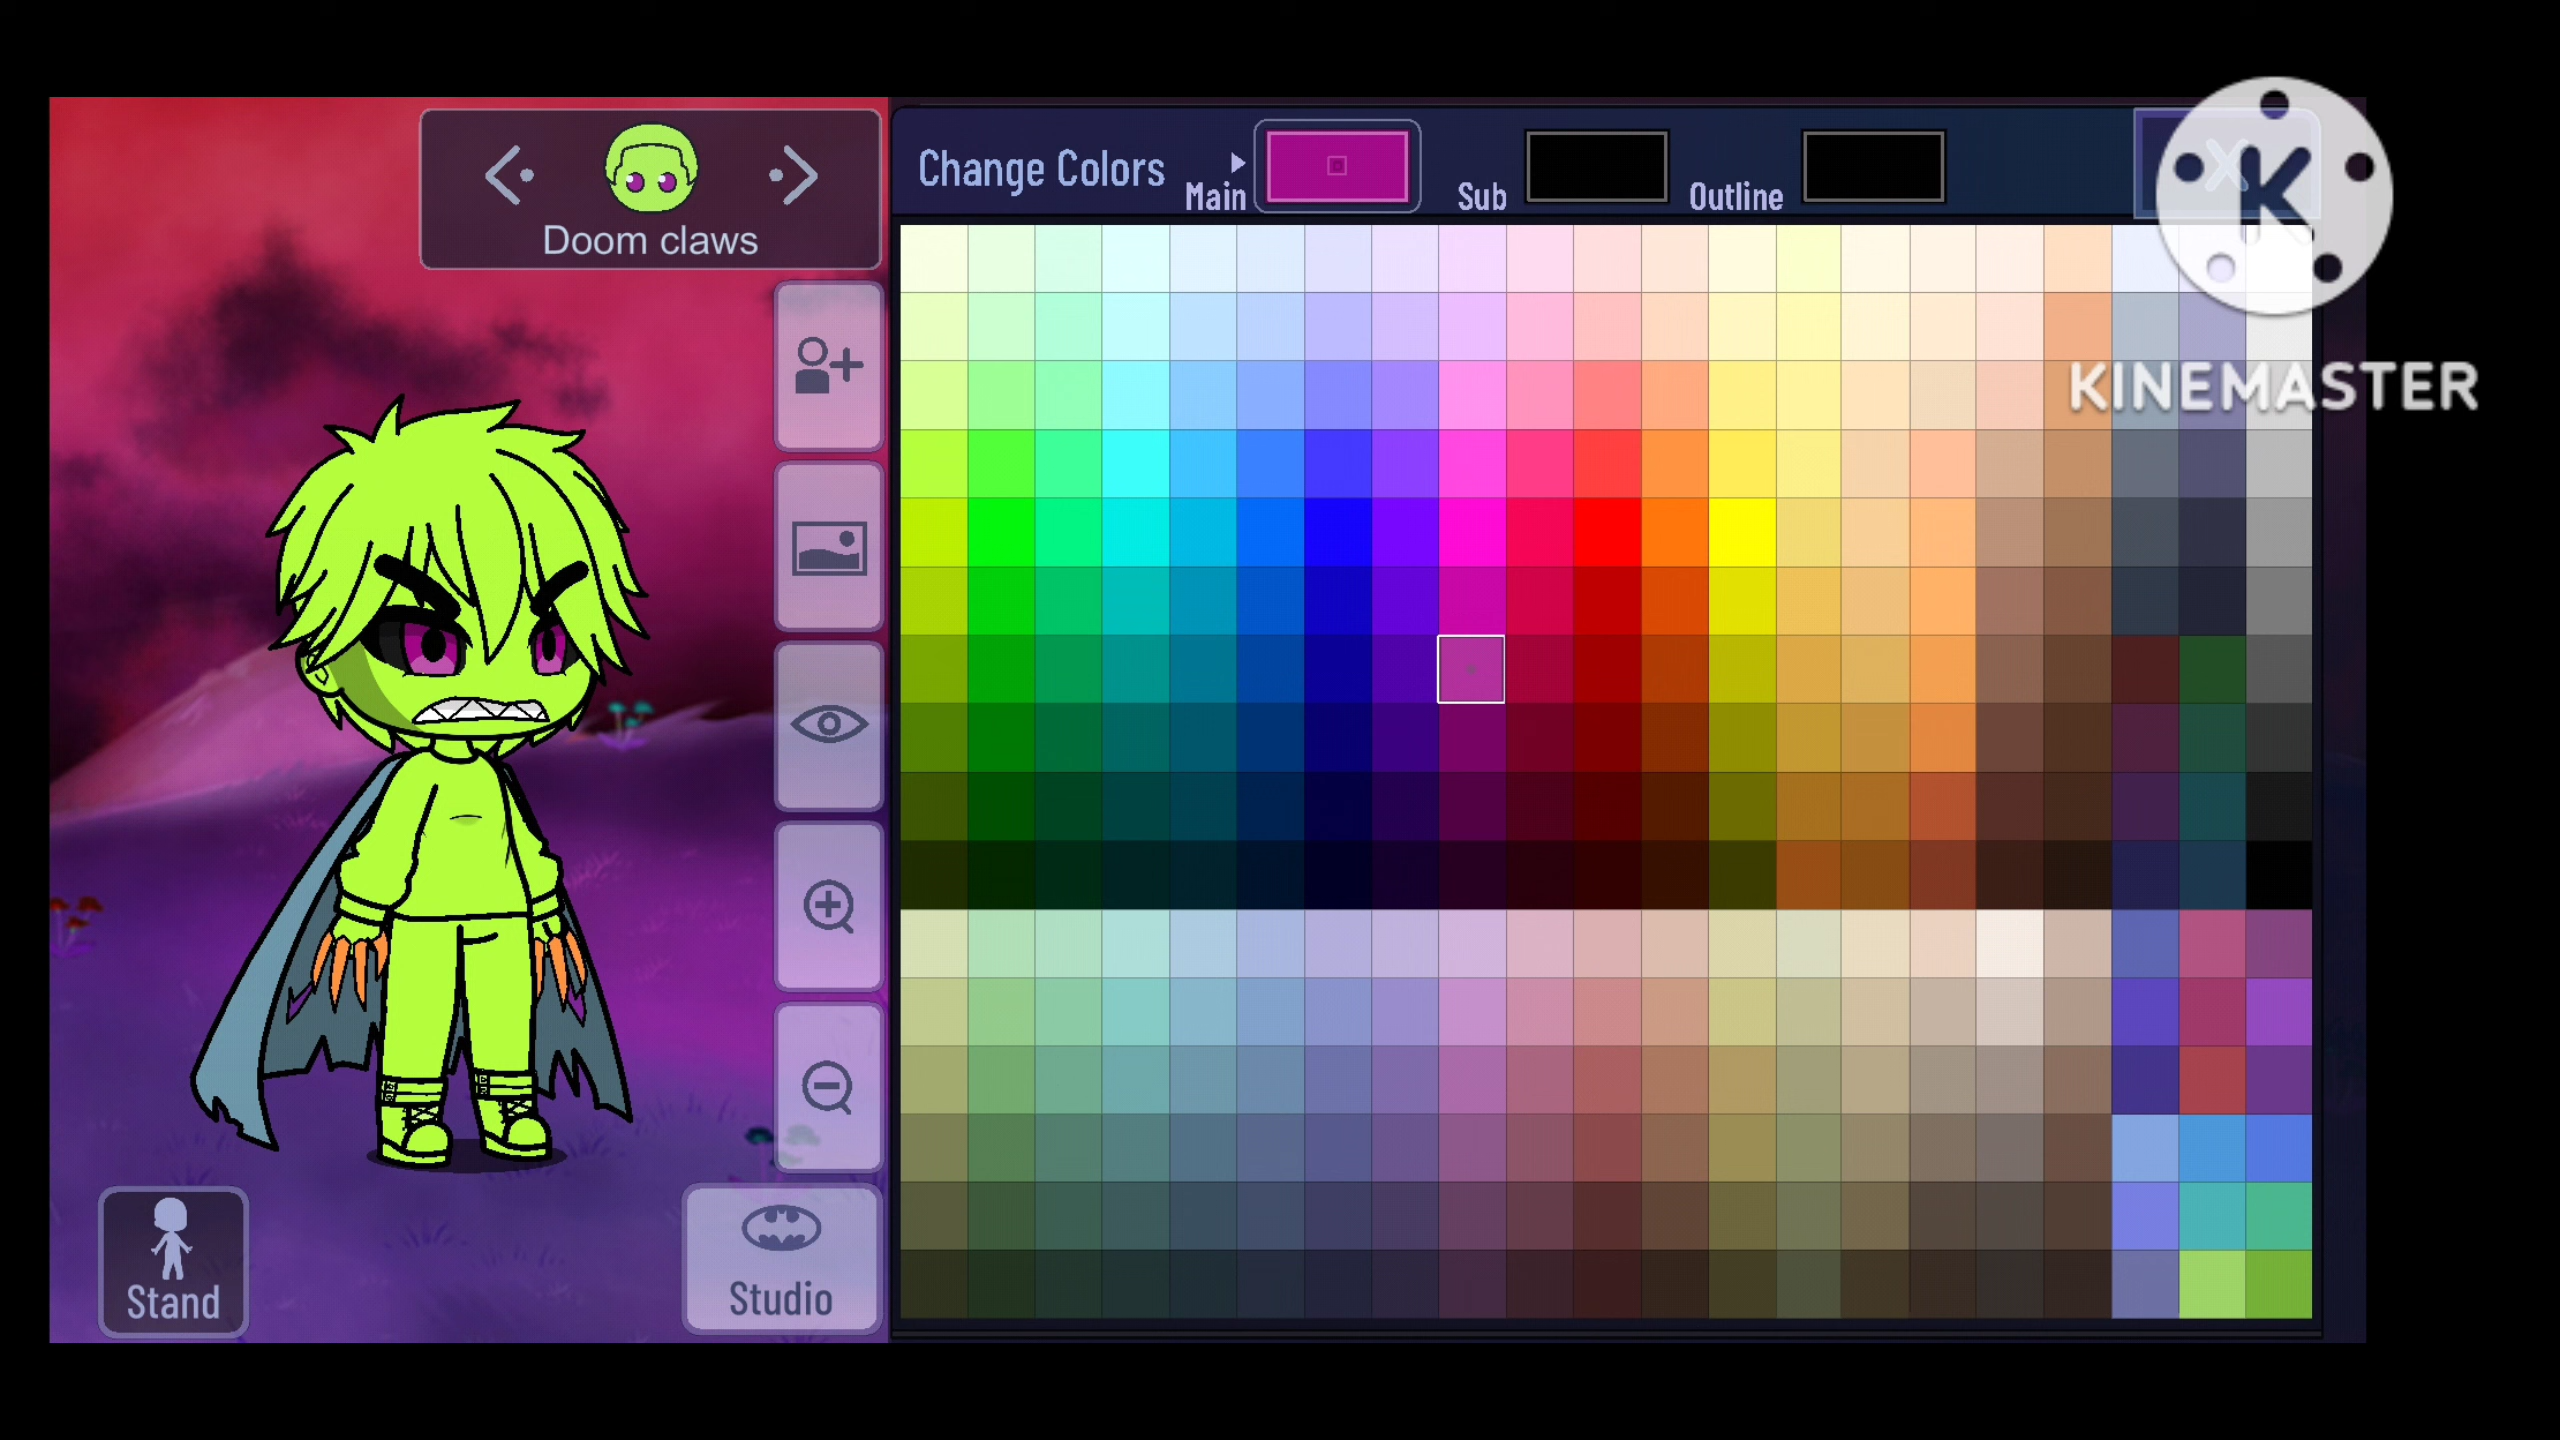 Doom claws
Change Colors
Main
Sub
Outline
X
K
KINEMASTER
Stand
Studio